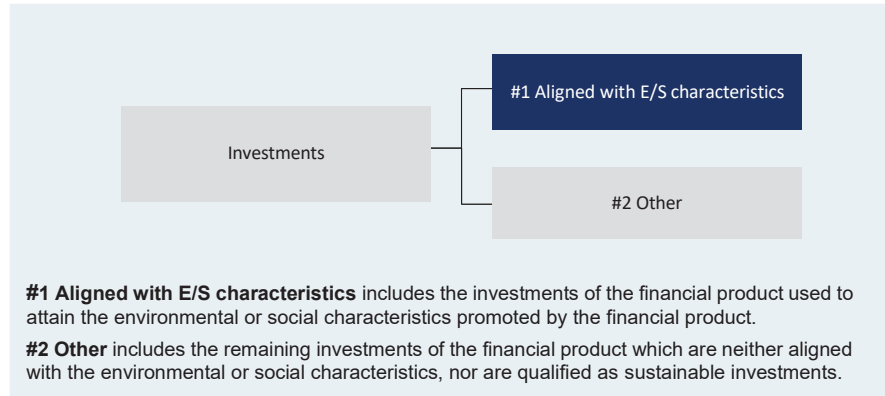 #1 Aligned with E/S characteristics
Investments
#2 Other
#1 Aligned with E/S characteristics includes the investments of the financial product used to
attain the environmental or social characteristics promoted by the financial product.
#2 Other includes the remaining investments of the financial product which are neither aligned
with the environmental or social characteristics, nor are qualified as sustainable investments.